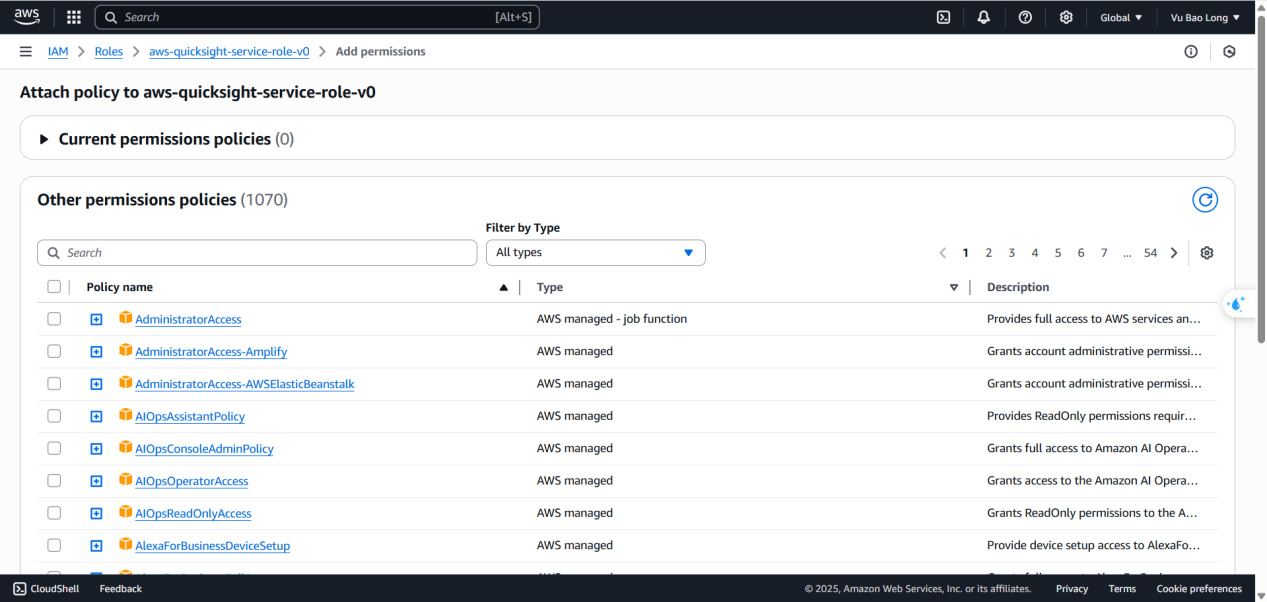 aws Search [Alt+S] Global Vu Bao Long
IAM Roles aws-quicksight-service-role-v0 Add permissions
Attach policy to aws-quicksight-service-role-v0
Current permissions policies (0)
Other permissions policies (1070)
Filter by Type
Search All types 1 2 3 4 5 6 7 ... 54
Policy name Type Description
AdministratorAccess AWS managed - job function Provides full access to AWS services an…
AdministratorAccess-Amplify AWS managed Grants account administrative permissi…
AdministratorAccess-AWSElasticBeanstalk AWS managed Grants account administrative permissi…
AIOpsAssistantPolicy AWS managed Provides ReadOnly permissions requir…
AIOpsConsoleAdminPolicy AWS managed Grants full access to Amazon AI Opera…
AIOpsOperatorAccess AWS managed Grants access to the Amazon AI Opera…
AIOpsReadOnlyAccess AWS managed Grants ReadOnly permissions to the A…
AlexaForBusinessDeviceSetup AWS managed Provide device setup access to AlexaFo…
CloudShell Feedback © 2025, Amazon Web Services, Inc. or its affiliates. Privacy Terms Cookie preferences